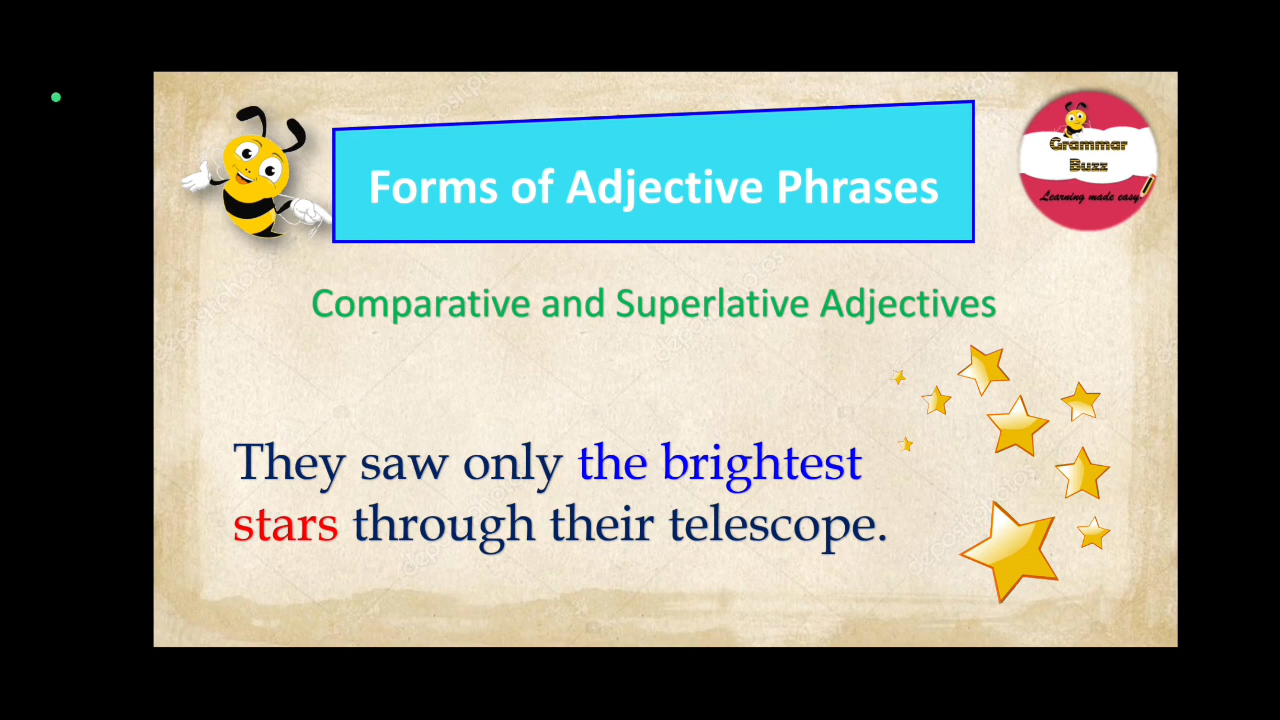 Forms of Adjective Phrases
Grammar
Buzz
Learning made easy
Comparative and Superlative Adjectives
They saw only the brightest
stars through their telescope.